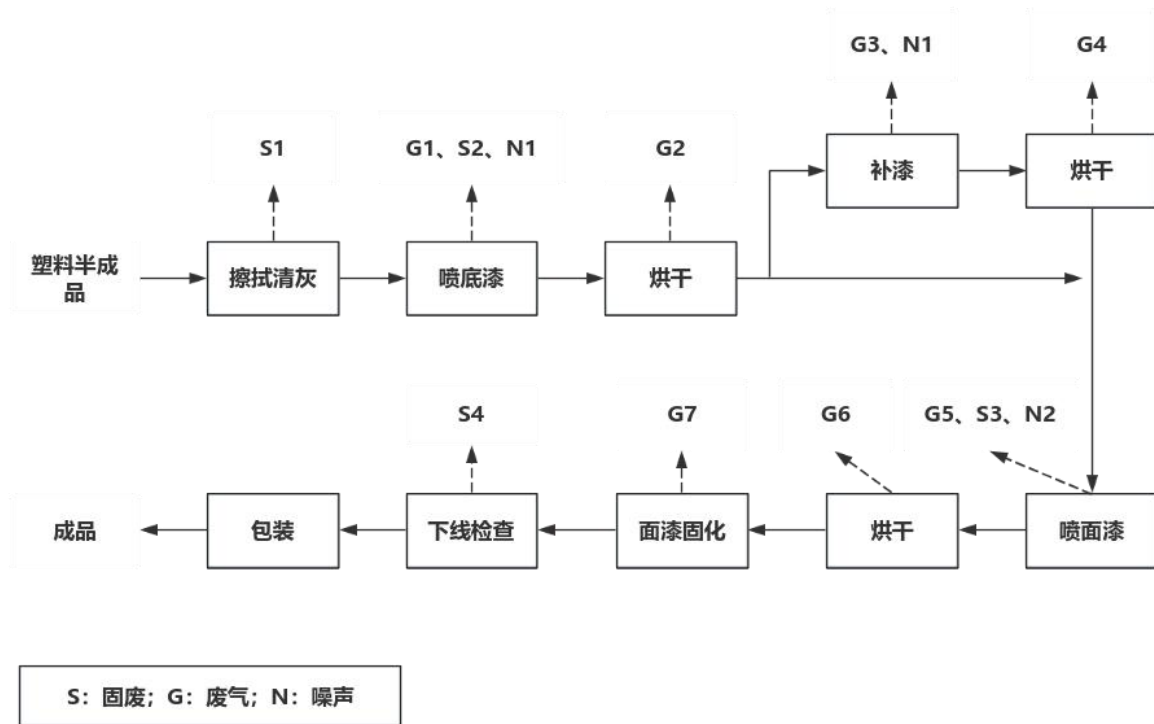 G3、N1
G4
S1
G1、S2、N1
G2
补漆
烘干
塑料半成
品
擦拭清灰
喷底漆
烘干
S4
G7
G6
G5、S3、N2
成品
包装
下线检查
面漆固化
烘干
喷面漆
S：固废；G：废气；N：噪声